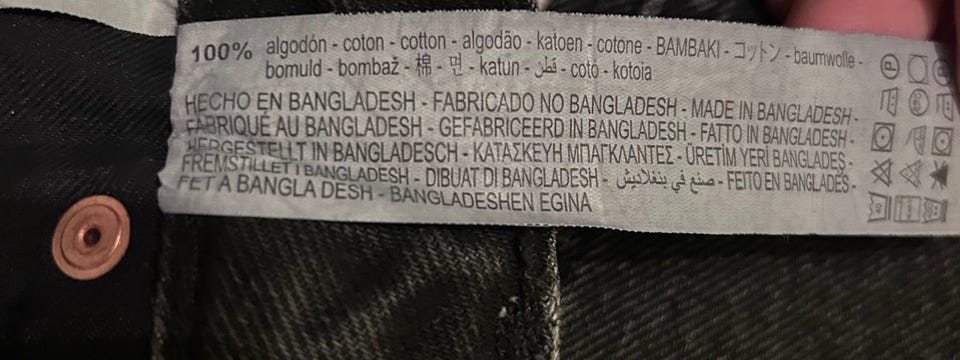 100% algodón - coton - cotton - algodão - katoen - cotone - BAMBAKI - コットン - baumwolle -
bomuld - bombaž - 棉 - 면 - katun - قطن - cotó - kotoia
HECHO EN BANGLADESH - FABRICADO NO BANGLADESH - MADE IN BANGLADESH -
FABRIQUÉ AU BANGLADESH - GEFABRICEERD IN BANGLADESH - FATTO IN BANGLADESH -
HERGESTELLT IN BANGLADESCH - ΚΑΤΑΣΚΕΥΗ ΜΠΑΓΚΛΑΝΤΕΣ - ÜRETİM YERİ BANGLADEŞ -
FREMSTILLET I BANGLADESH - DIBUAT DI BANGLADESH - صنع في بنغلاديش - FEITO EN BANGLADÉS -
FET A BANGLA DESH - BANGLADESHEN EGINA